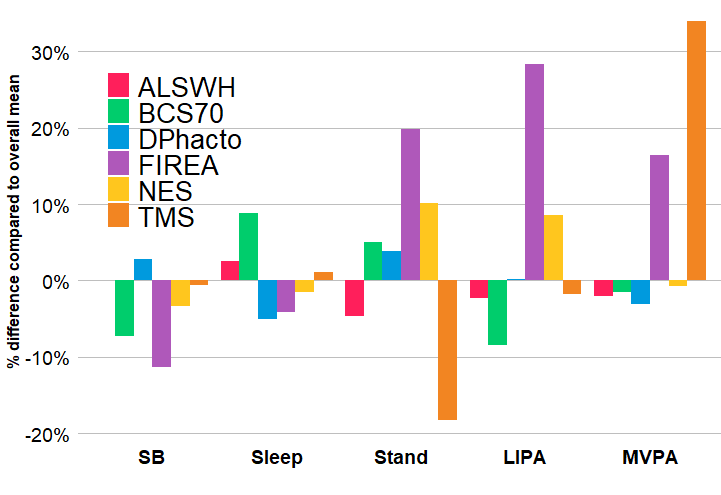 % difference compared to overall mean
30%
20%
10%
0%
-10%
-20%
ALSWH
BCS70
DPhacto
FIREA
NES
TMS
SB Sleep Stand LIPA MVPA